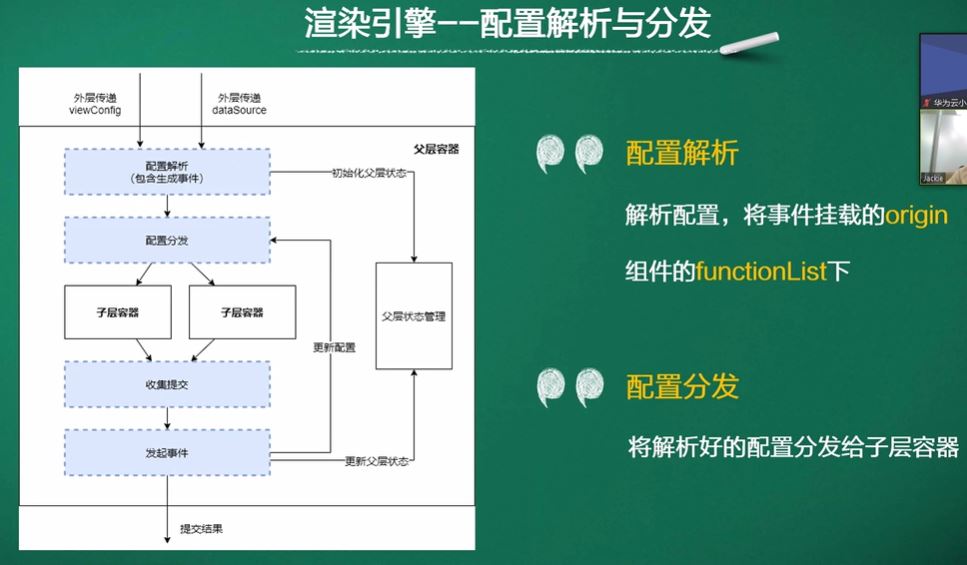 渲染引擎--配置解析与分发
外层传递
viewConfig
外层传递
dataSource
父层容器
配置解析
(包含生成事件)
初始化父层状态
配置分发
子层容器
子层容器
父层状态管理
更新配置
收集提交
发起事件
更新父层状态
提交结果
配置解析
解析配置，将事件挂载的origin
组件的functionList下
配置分发
将解析好的配置分发给子层容器
华为云小
Jackie